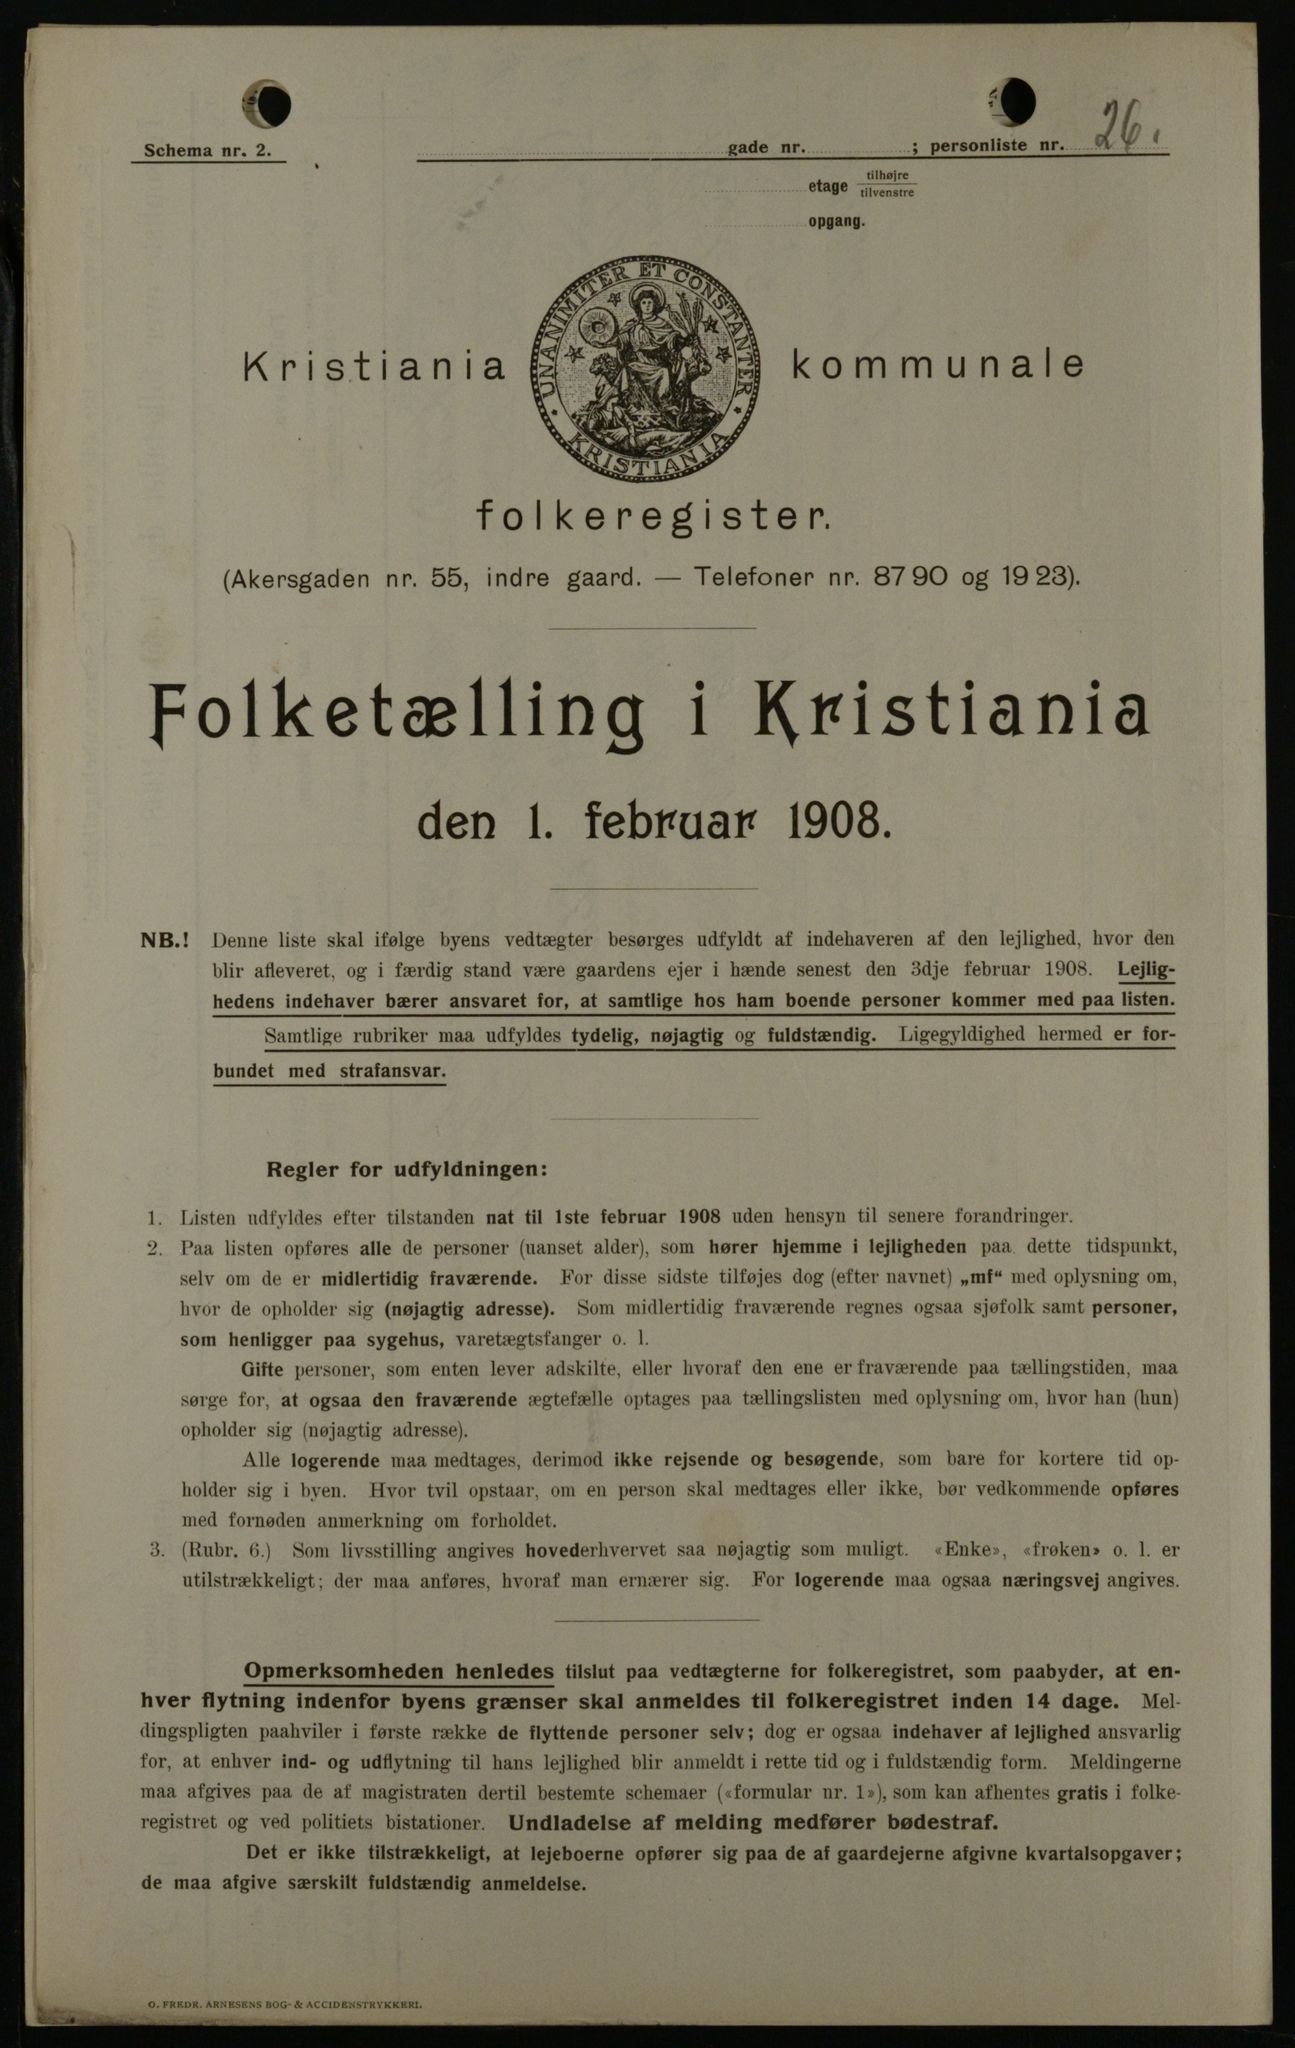 Schema nr. 2.
gade nr. ; personliste nr. 26.
etage tilhøjre
tilvenstre
opgang.
UNANIMITER ET CONSTANTER
KRISTIANIA
Kristiania kommunale
folkeregister.
(Akersgaden nr. 55, indre gaard. — Telefoner nr. 87 90 og 19 23).
Folketælling i Kristiania
den 1. februar 1908.
NB.! Denne liste skal ifølge byens vedtægter besørges udfyldt af indehaveren af den lejlighed, hvor den
blir afleveret, og i færdig stand være gaardens ejer i hænde senest den 3dje februar 1908. Lejlig-
hedens indehaver bærer ansvaret for, at samtlige hos ham boende personer kommer med paa listen.
Samtlige rubriker maa udfyldes tydelig, nøjagtig og fuldstændig. Ligegyldighed hermed er for-
bundet med strafansvar.
Regler for udfyldningen:
1. Listen udfyldes efter tilstanden nat til 1ste februar 1908 uden hensyn til senere forandringer.
2. Paa listen opføres alle de personer (uanset alder), som hører hjemme i lejligheden paa dette tidspunkt,
selv om de er midlertidig fraværende. For disse sidste tilføjes dog (efter navnet) „mf“ med oplysning om,
hvor de opholder sig (nøjagtig adresse). Som midlertidig fraværende regnes ogsaa sjøfolk samt personer,
som henligger paa sygehus, varetægtsfanger o. l.
Gifte personer, som enten lever adskilte, eller hvoraf den ene er fraværende paa tællingstiden, maa
sørge for, at ogsaa den fraværende ægtefælle optages paa tællingslisten med oplysning om, hvor han (hun)
opholder sig (nøjagtig adresse).
Alle logerende maa medtages, derimod ikke rejsende og besøgende, som bare for kortere tid op-
holder sig i byen. Hvor tvil opstaar, om en person skal medtages eller ikke, bør vedkommende opføres
med fornøden anmerkning om forholdet.
3. (Rubr. 6.) Som livsstilling angives hovederhvervet saa nøjagtig som muligt. «Enke», «frøken» o. l. er
utilstrækkeligt; der maa anføres, hvoraf man ernærer sig. For logerende maa ogsaa næringsvej angives.
Opmerksomheden henledes tilslut paa vedtægterne for folkeregistret, som paabyder, at en-
hver flytning indenfor byens grænser skal anmeldes til folkeregistret inden 14 dage. Mel-
dingspligten paahviler i første række de flyttende personer selv; dog er ogsaa indehaver af lejlighed ansvarlig
for, at enhver ind- og udflytning til hans lejlighed blir anmeldt i rette tid og i fuldstændig form. Meldingerne
maa afgives paa de af magistraten dertil bestemte schemaer («formular nr. 1»), som kan afhentes gratis i folke-
registret og ved politiets bistationer. Undladelse af melding medfører bødestraf.
Det er ikke tilstrækkeligt, at lejeboerne opfører sig paa de af gaardejerne afgivne kvartalsopgaver;
de maa afgive særskilt fuldstændig anmeldelse.
O. FREDR. ARNESENS BOG- & ACCIDENSTRYKKERI.